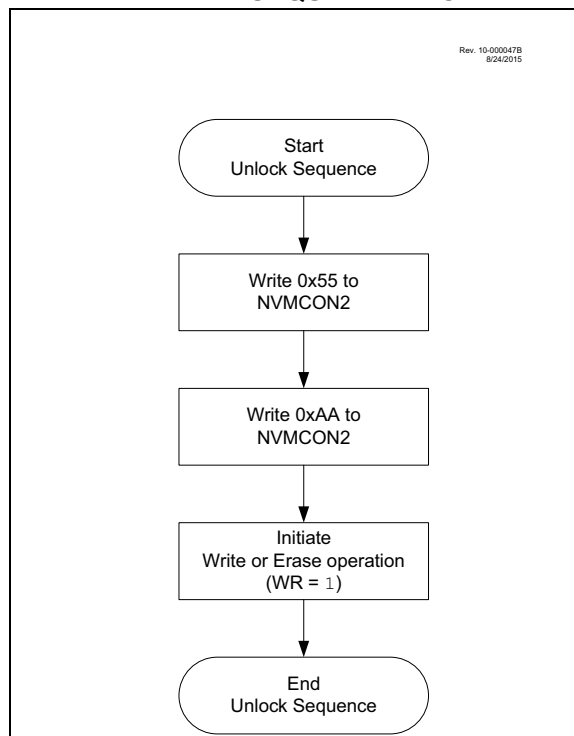 Rev. 10-000047B
8/24/2015
Start
Unlock Sequence
Write 0x55 to
NVMCON2
Write 0xAA to
NVMCON2
Initiate
Write or Erase operation
(WR = 1)
End
Unlock Sequence